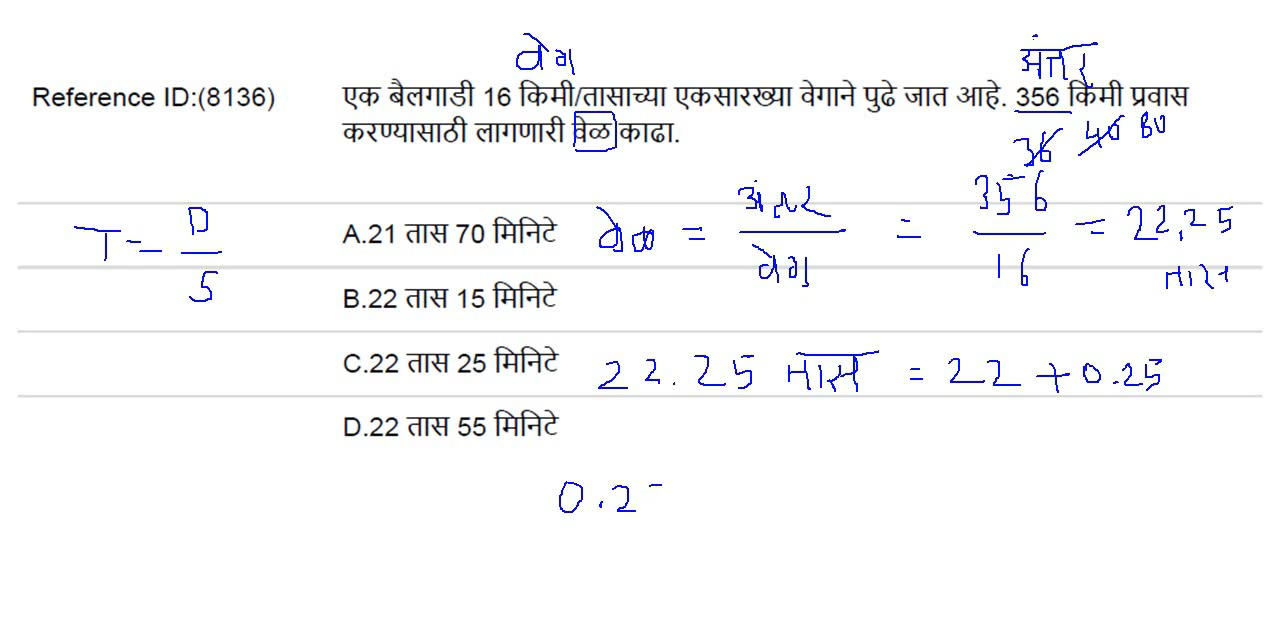 वेग
अंतर
Reference ID:(8136)
एक बैलगाडी 16 किमी/तासाच्या एकसारख्या वेगाने पुढे जात आहे. 356 किमी प्रवास
करण्यासाठी लागणारी वेळ काढा.
36 40 80
T = D / S
A.21 तास 70 मिनिटे
वेळ = अंतर / वेग = 356 / 16 = 22.25 तास
B.22 तास 15 मिनिटे
C.22 तास 25 मिनिटे
22.25 तास = 22 + 0.25
D.22 तास 55 मिनिटे
0.2